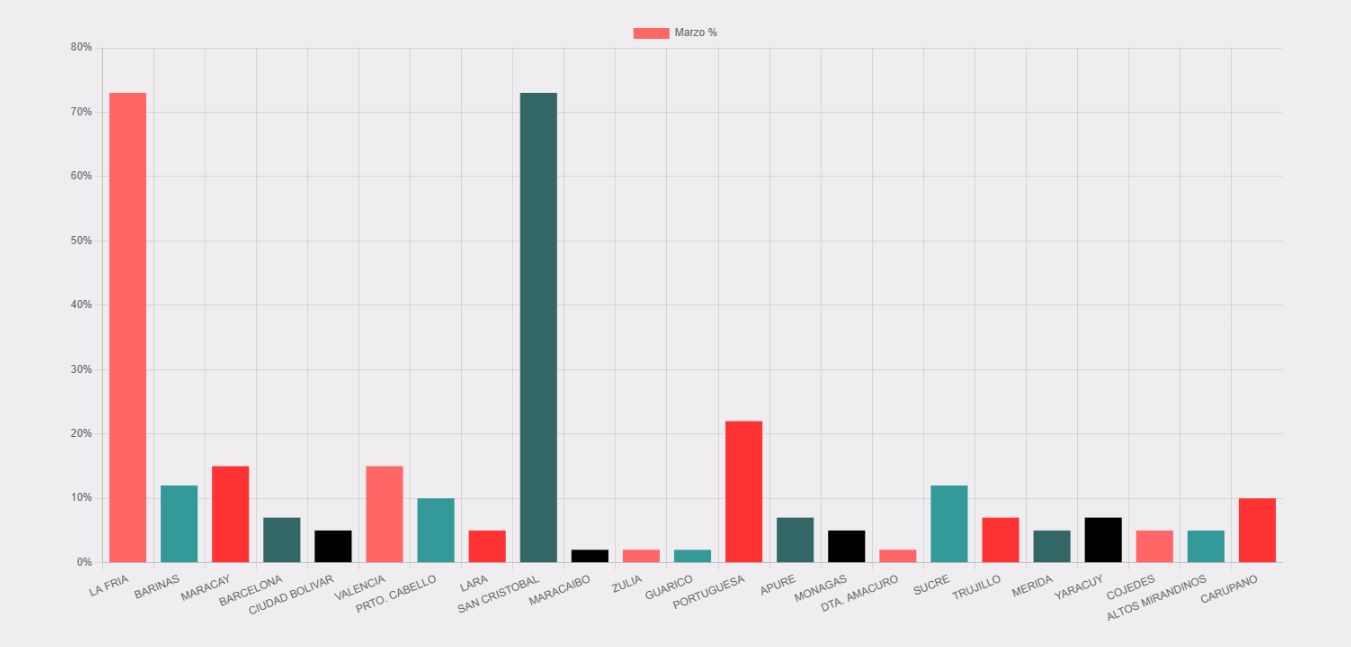 Marzo %
80%
70%
60%
50%
40%
30%
20%
10%
0%
LA FRIA
BARINAS
MARACAY
BARCELONA
CIUDAD BOLIVAR
VALENCIA
PRTO. CABELLO
LARA
SAN CRISTOBAL
MARACAIBO
ZULIA
GUARICO
PORTUGUESA
APURE
MONAGAS
DTA. AMACURO
SUCRE
TRUJILLO
MERIDA
YARACUY
COJEDES
ALTOS MIRANDINOS
CARUPANO